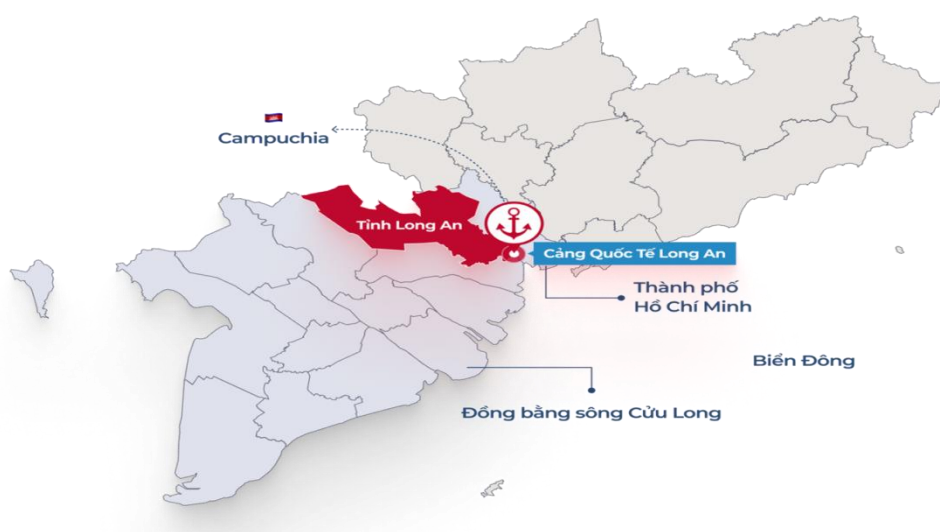 Campuchia
Tỉnh Long An
Cảng Quốc Tế Long An
Thành phố
Hồ Chí Minh
Biển Đông
Đồng bằng sông Cửu Long